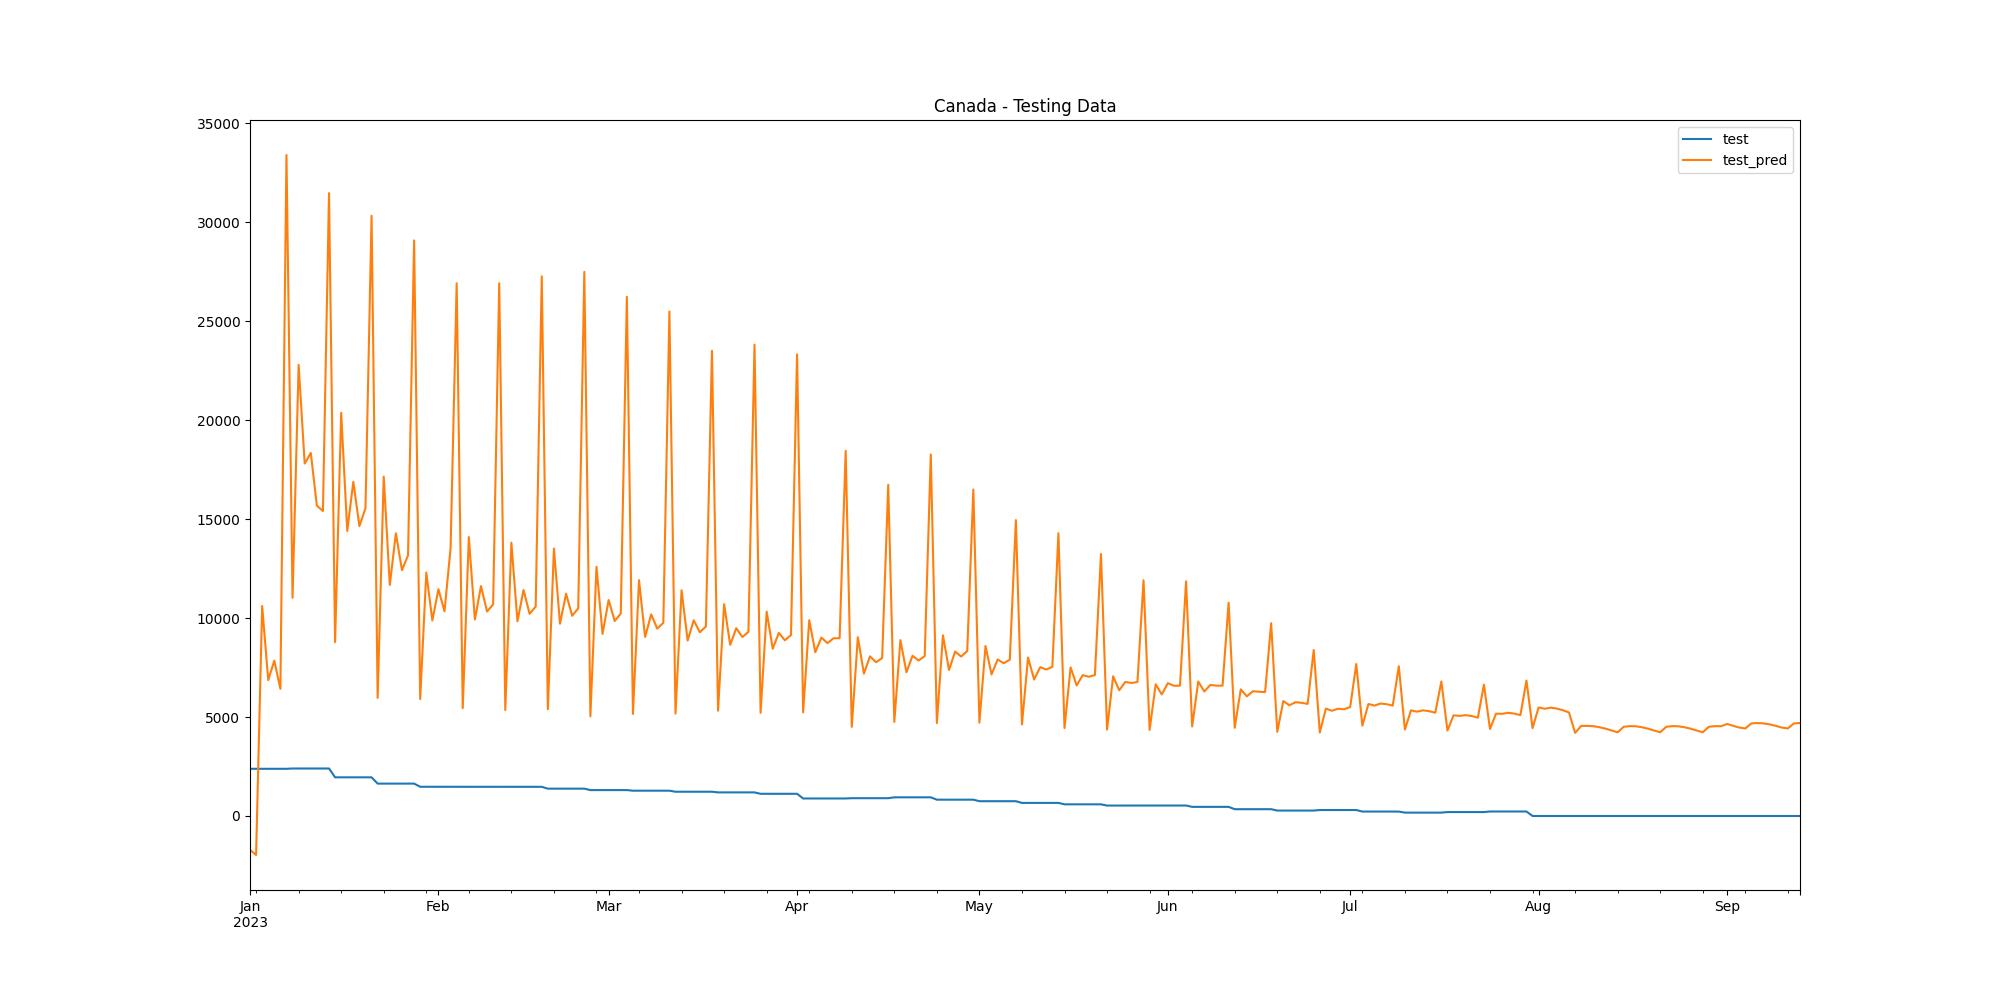 Canada - Testing Data
test
test_pred
35000
30000
25000
20000
15000
10000
5000
0
Jan Feb Mar Apr May Jun Jul Aug Sep
2023